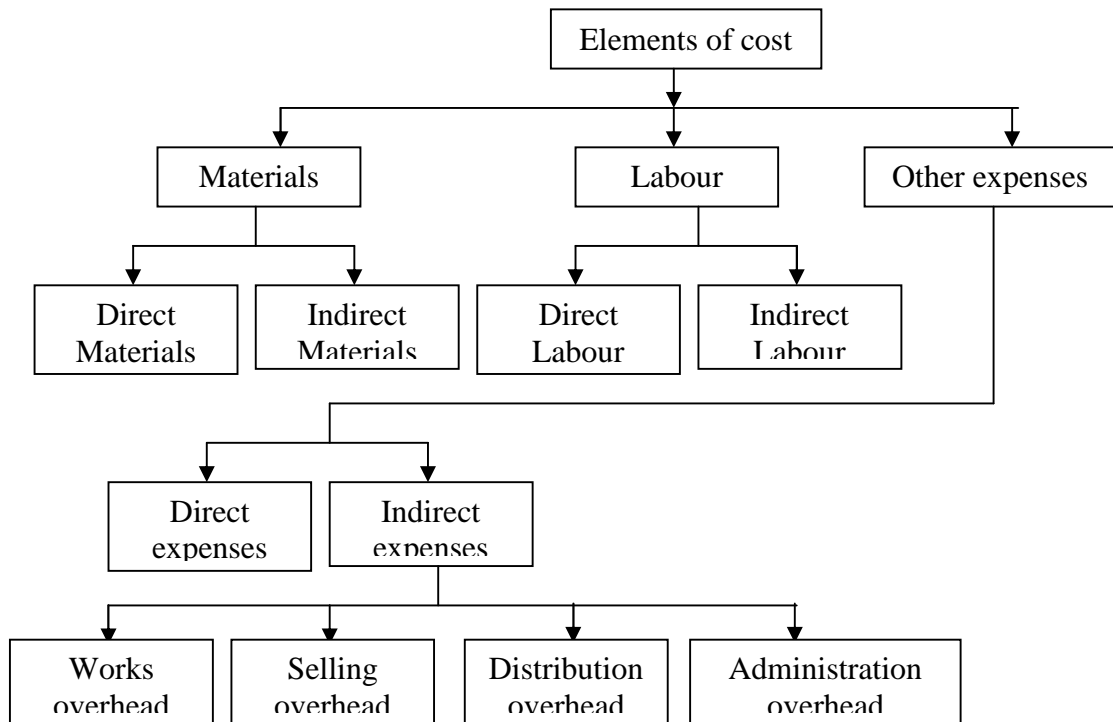 Elements of cost
Materials
Labour
Other expenses
Direct
Materials
Indirect
Materials
Direct
Labour
Indirect
Labour
Direct
expenses
Indirect
expenses
Works
overhead
Selling
overhead
Distribution
overhead
Administration
overhead